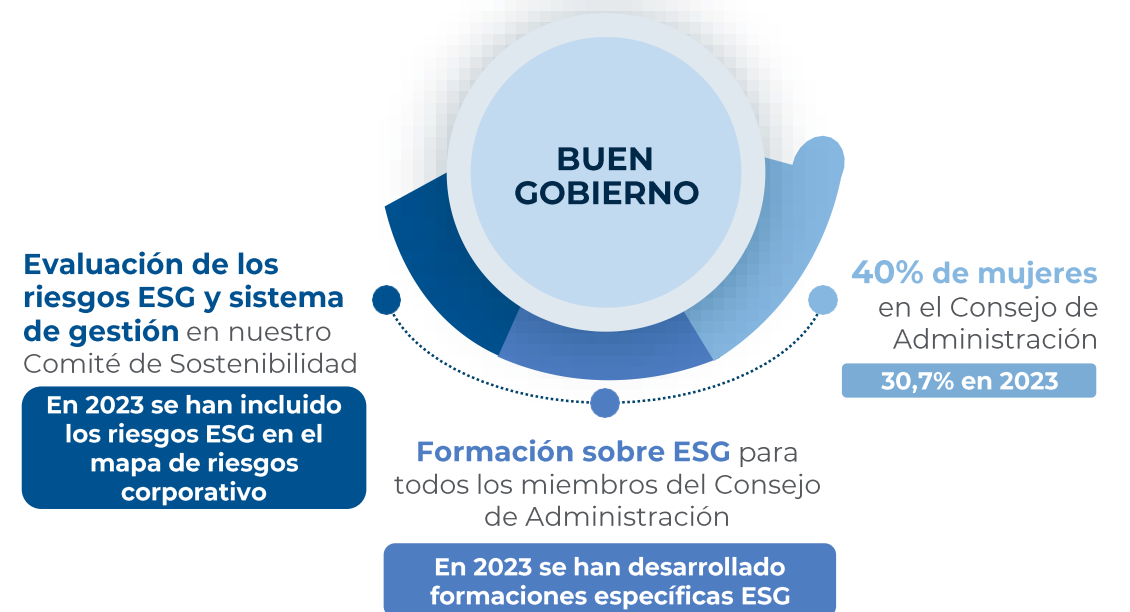 BUEN
GOBIERNO
Evaluación de los
riesgos ESG y sistema
de gestión en nuestro
Comité de Sostenibilidad
En 2023 se han incluido
los riesgos ESG en el
mapa de riesgos
corporativo
Formación sobre ESG para
todos los miembros del Consejo
de Administración
En 2023 se han desarrollado
formaciones específicas ESG
40% de mujeres
en el Consejo de
Administración
30,7% en 2023